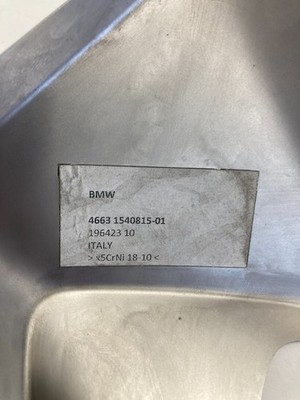 BMW
4663 1540815-01
196423 10
ITALY
> X5CrNi 18-10 <